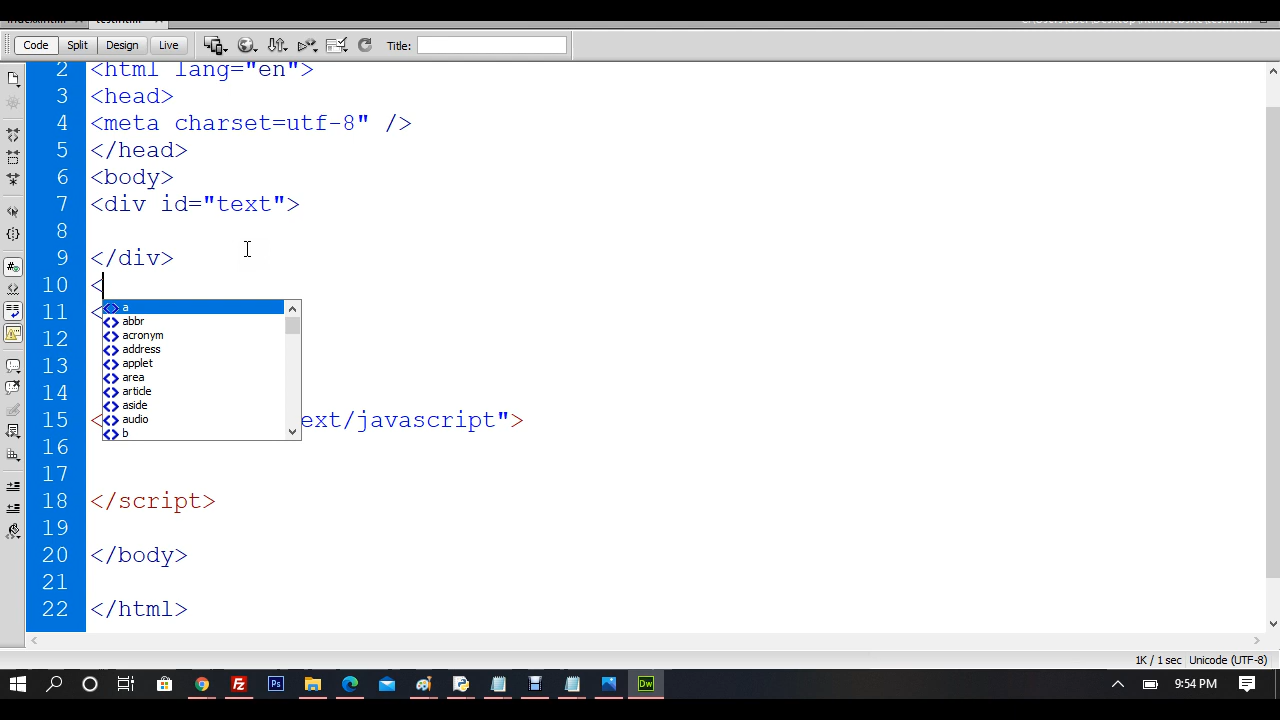 Code Split Design Live Title:
2 <html lang="en">
3 <head>
4 <meta charset=utf-8" />
5 </head>
6 <body>
7 <div id="text">
8
9 </div>
10 <
a
abbr
11 <
acronym
12
address
applet
13
area
article
14
aside
audio
15 < ext/javascript">
b
16
17
18 </script>
19
20 </body>
21
22 </html>
1K / 1 sec Unicode (UTF-8)
Fz Ps Dw 9:54 PM